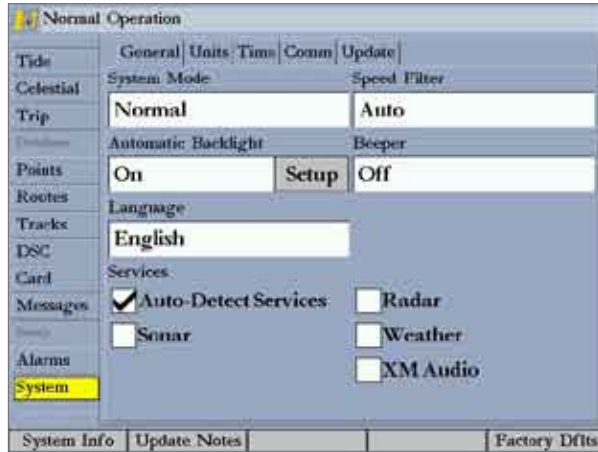 Normal Operation
General Units Time Comm Update
Tide
Celestial
Trip
Points
Routes
Tracks
DSC
Card
Messages
Alarms
System
System Mode
Speed Filter
Normal
Auto
Automatic Backlight
Beeper
On
Setup
Off
Language
English
Services
Auto-Detect Services
Radar
Sonar
Weather
XM Audio
System Info
Update Notes
Factory Dflts